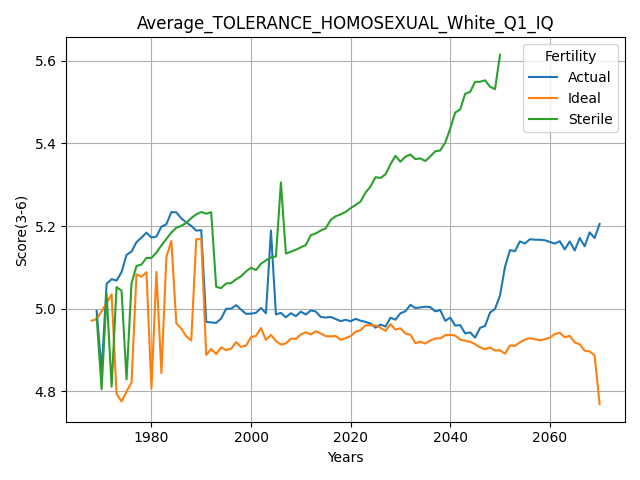 Average_TOLERANCE_HOMOSEXUAL_White_Q1_IQ
Score(3-6)
5.6
5.4
5.2
5.0
4.8
Fertility
Actual
Ideal
Sterile
1980
2000
2020
2040
2060
Years